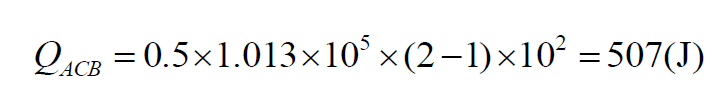 Q_{ACB} = 0.5×1.013×10^5×(2−1)×10^2 = 507(J)